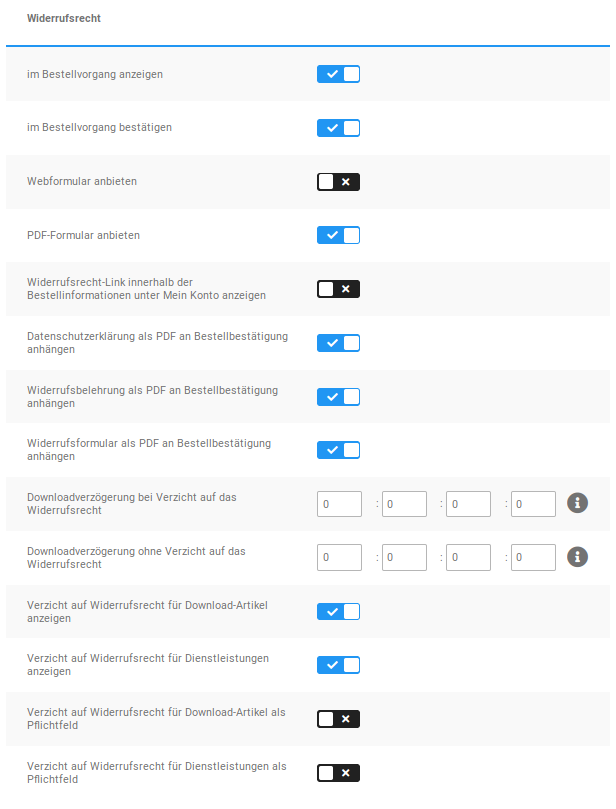 Widerrufsrecht
im Bestellvorgang anzeigen
im Bestellvorgang bestätigen
Webformular anbieten
PDF-Formular anbieten
Widerrufsrecht-Link innerhalb der
Bestellinformationen unter Mein Konto anzeigen
Datenschutzerklärung als PDF an Bestellbestätigung
anhängen
Widerrufsbelehrung als PDF an Bestellbestätigung
anhängen
Widerrufsformular als PDF an Bestellbestätigung
anhängen
Downloadverzögerung bei Verzicht auf das
Widerrufsrecht
0 : 0 : 0 : 0
Downloadverzögerung ohne Verzicht auf das
Widerrufsrecht
0 : 0 : 0 : 0
Verzicht auf Widerrufsrecht für Download-Artikel
anzeigen
Verzicht auf Widerrufsrecht für Dienstleistungen
anzeigen
Verzicht auf Widerrufsrecht für Download-Artikel als
Pflichtfeld
Verzicht auf Widerrufsrecht für Dienstleistungen als
Pflichtfeld